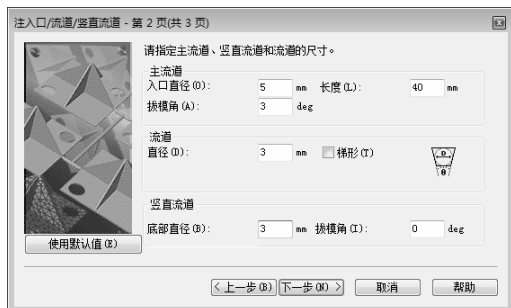 注入口/流道/竖直流道 - 第 2 页(共 3 页)
请指定主流道、竖直流道和流道的尺寸。
主流道
入口直径(O): 5 mm 长度(L): 40 mm
拔模角(A): 3 deg
流道
直径(D): 3 mm 梯形(T) D
θ
竖直流道
底部直径(B): 3 mm 拔模角(I): 0 deg
使用默认值(E)
< 上一步(B) 下一步(N) > 取消 帮助